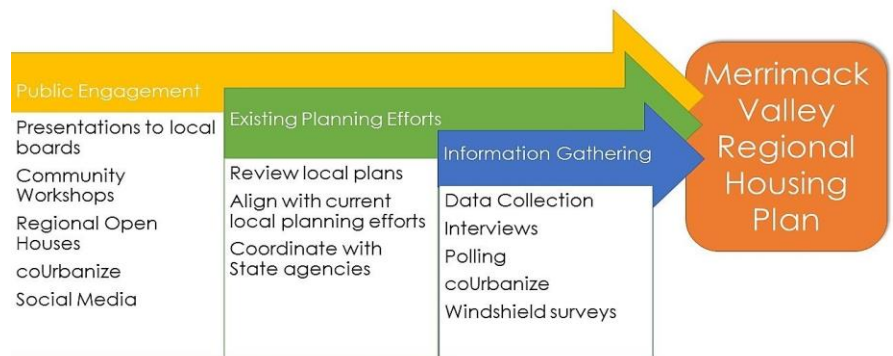 Public Engagement
Presentations to local
boards
Community
Workshops
Regional Open
Houses
coUrbanize
Social Media
Existing Planning Efforts
Review local plans
Align with current
local planning efforts
Coordinate with
State agencies
Information Gathering
Data Collection
Interviews
Polling
coUrbanize
Windshield surveys
Merrimack
Valley
Regional
Housing
Plan